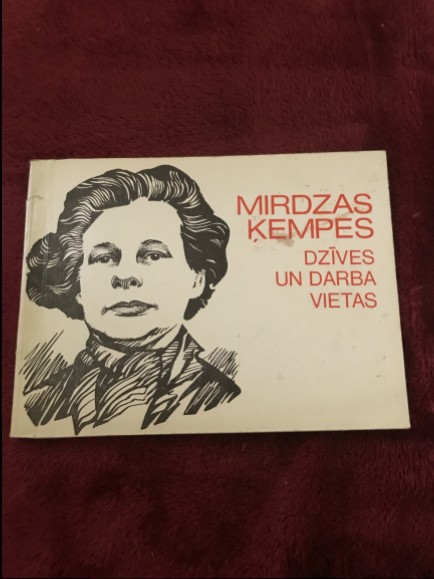 MIRDZAS
ĶEMPES
DZĪVES
UN DARBA
VIETAS